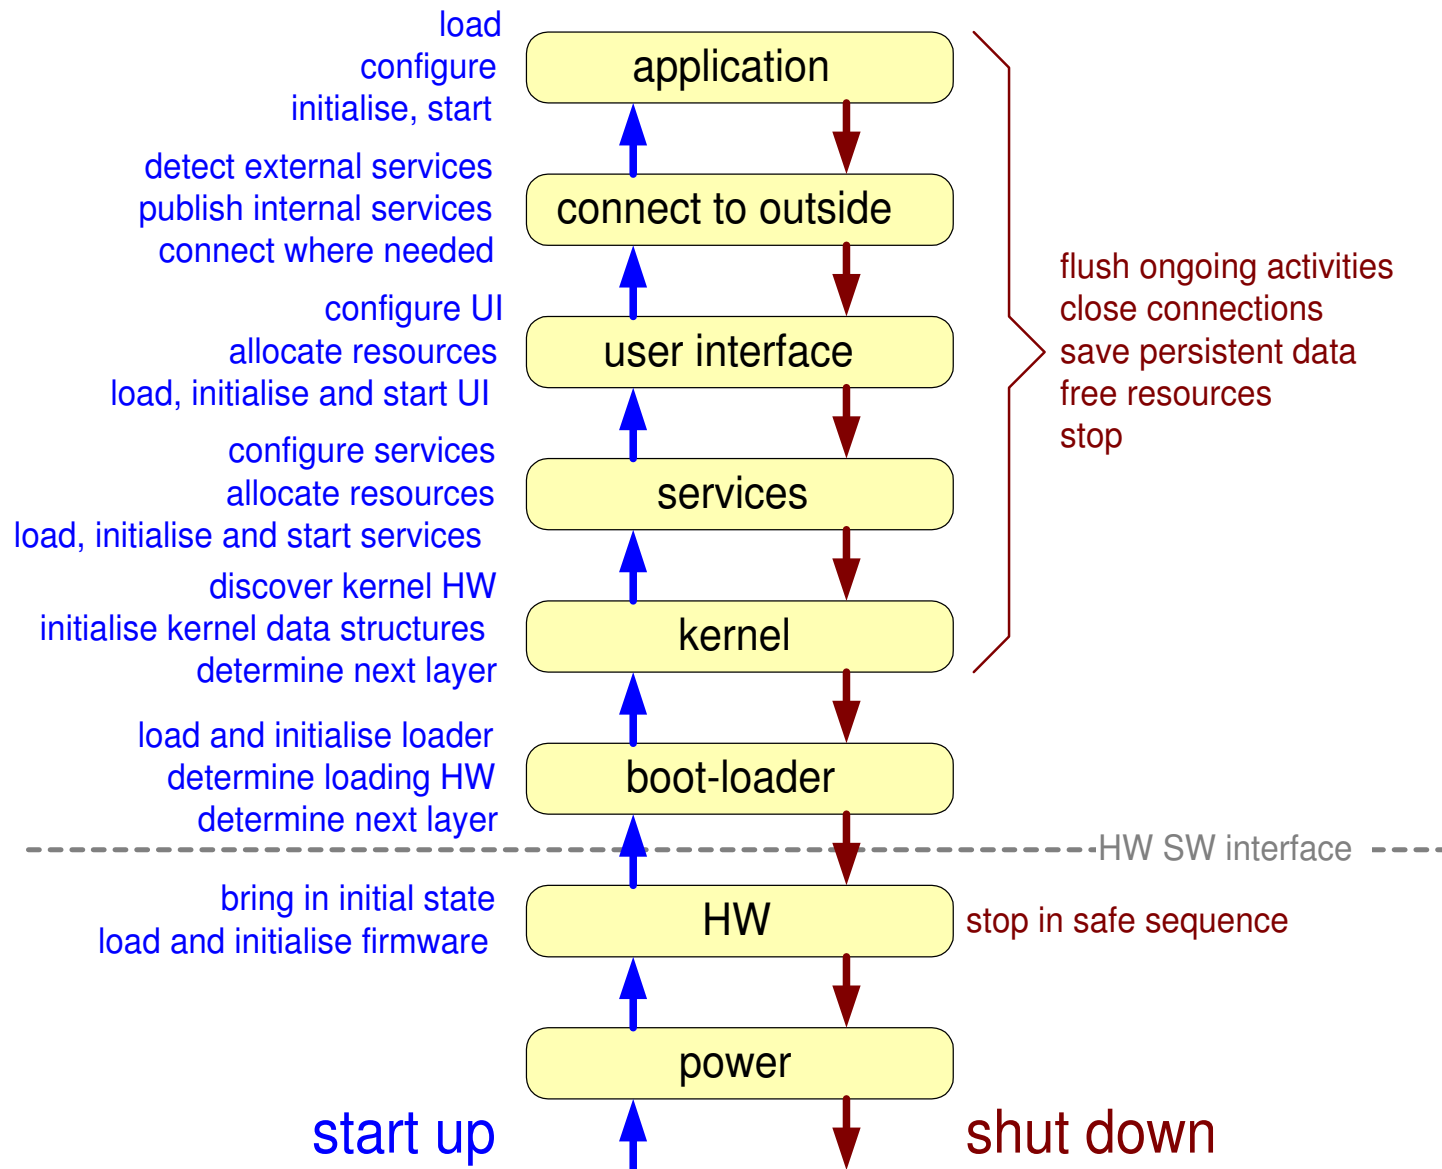 load
configure
initialise, start
application
detect external services
publish internal services
connect where needed
connect to outside
configure UI
allocate resources
load, initialise and start UI
user interface
flush ongoing activities
close connections
save persistent data
free resources
stop
configure services
allocate resources
load, initialise and start services
services
discover kernel HW
initialise kernel data structures
determine next layer
kernel
load and initialise loader
determine loading HW
determine next layer
boot-loader
HW SW interface
bring in initial state
load and initialise firmware
HW
stop in safe sequence
power
start up
shut down